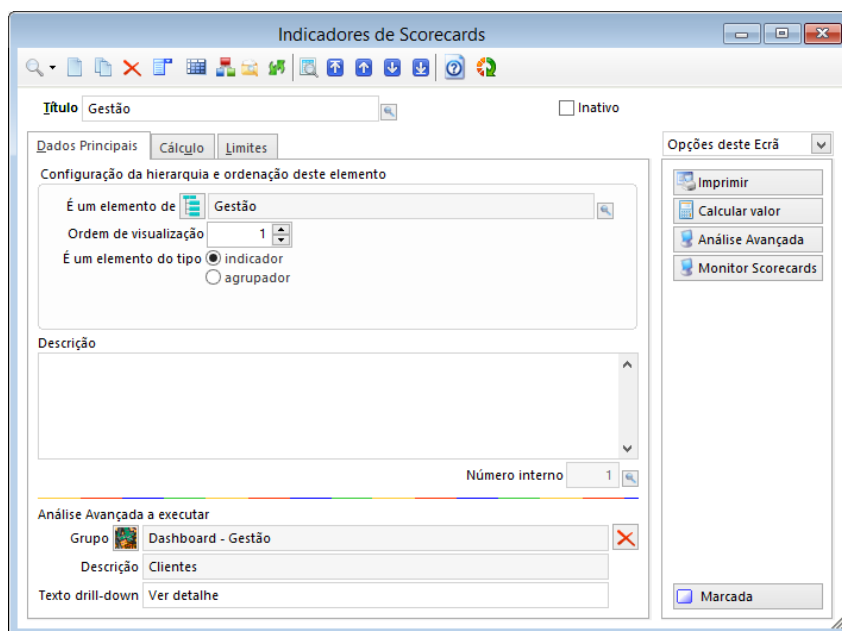 Indicadores de Scorecards
Título Gestão Inativo
Dados Principais Cálculo Limites
Opções deste Ecrã
Configuração da hierarquia e ordenação deste elemento
É um elemento de Gestão
Ordem de visualização 1
É um elemento do tipo indicador
agrupador
Imprimir
Calcular valor
Análise Avançada
Monitor Scorecards
Descrição
Número interno 1
Análise Avançada a executar
Grupo Dashboard - Gestão
Descrição Clientes
Texto drill-down Ver detalhe
Marcada